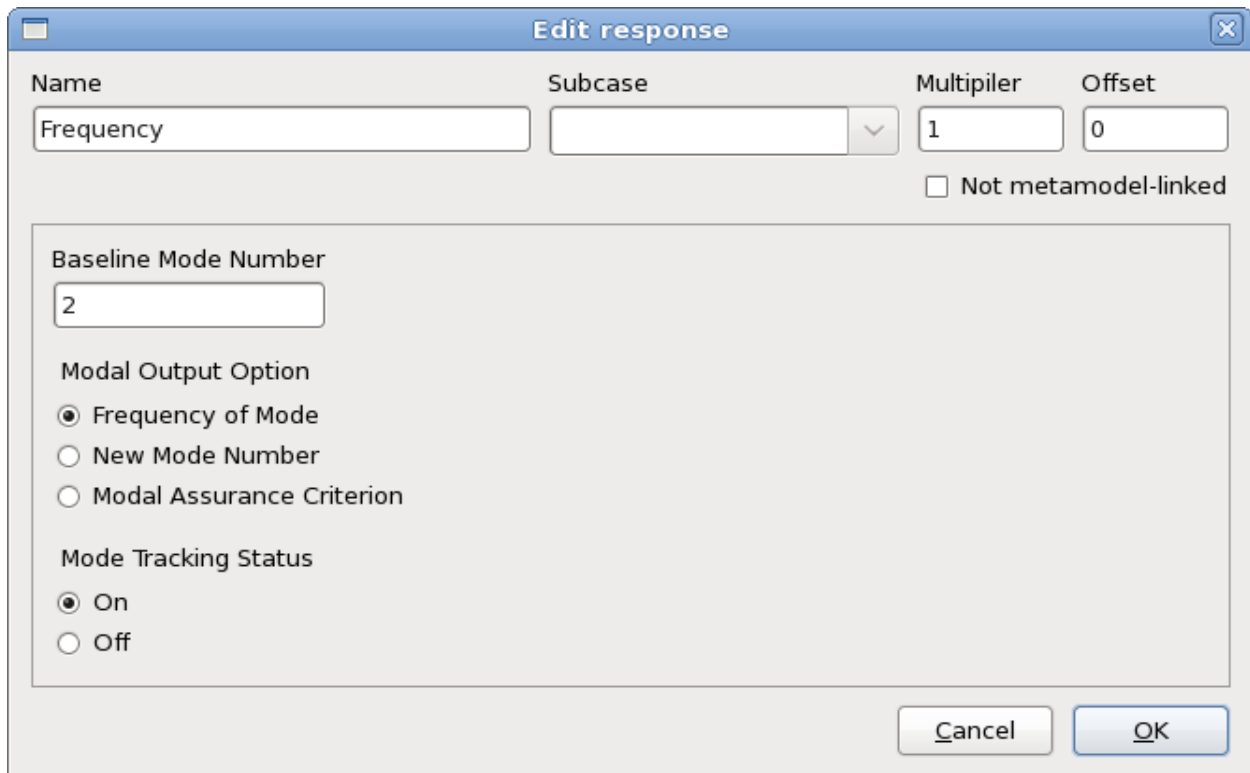 Edit response
Name Subcase Multipiler Offset
Frequency 1 0
Not metamodel-linked
Baseline Mode Number
2
Modal Output Option
Frequency of Mode
New Mode Number
Modal Assurance Criterion
Mode Tracking Status
On
Off
Cancel OK